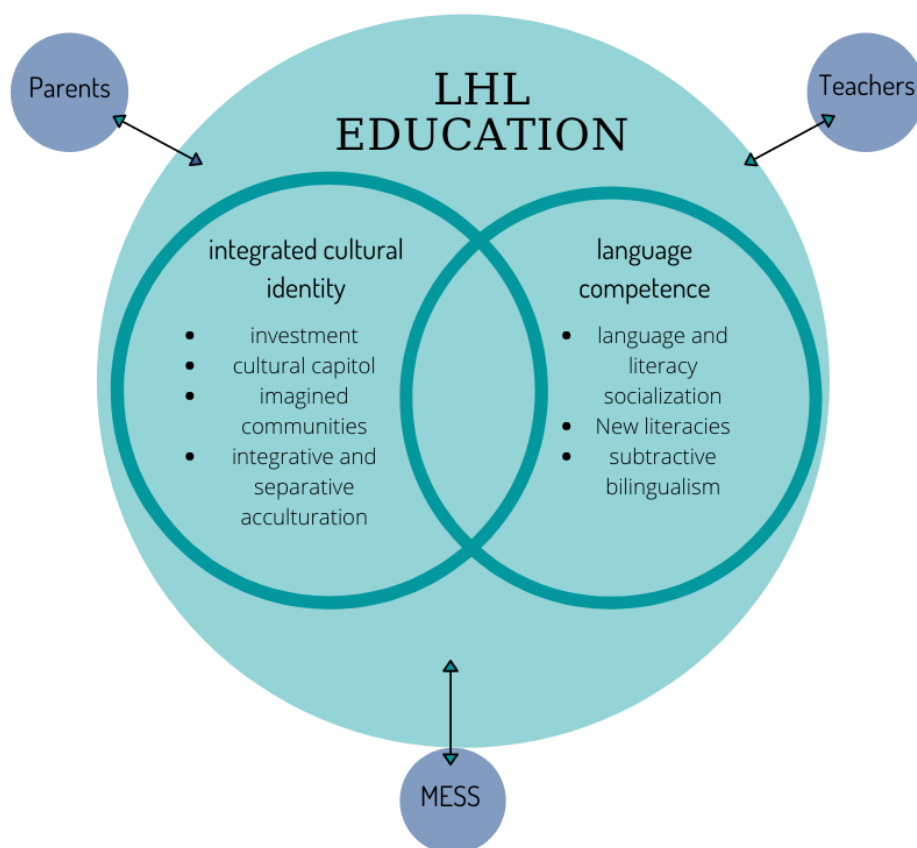 Parents
Teachers
LHL
EDUCATION
integrated cultural
identity
• investment
• cultural capitol
• imagined
communities
• integrative and
separative
acculturation
language
competence
• language and
literacy
socialization
• New literacies
• subtractive
bilingualism
MESS